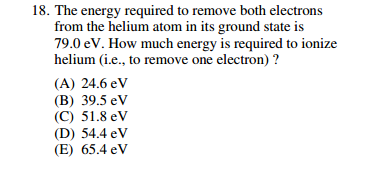 18. The energy required to remove both electrons
from the helium atom in its ground state is
79.0 eV. How much energy is required to ionize
helium (i.e., to remove one electron) ?
(A) 24.6 eV
(B) 39.5 eV
(C) 51.8 eV
(D) 54.4 eV
(E) 65.4 eV